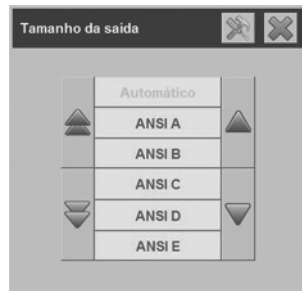 Tamanho da saída
Automático
ANSI A
ANSI B
ANSI C
ANSI D
ANSI E